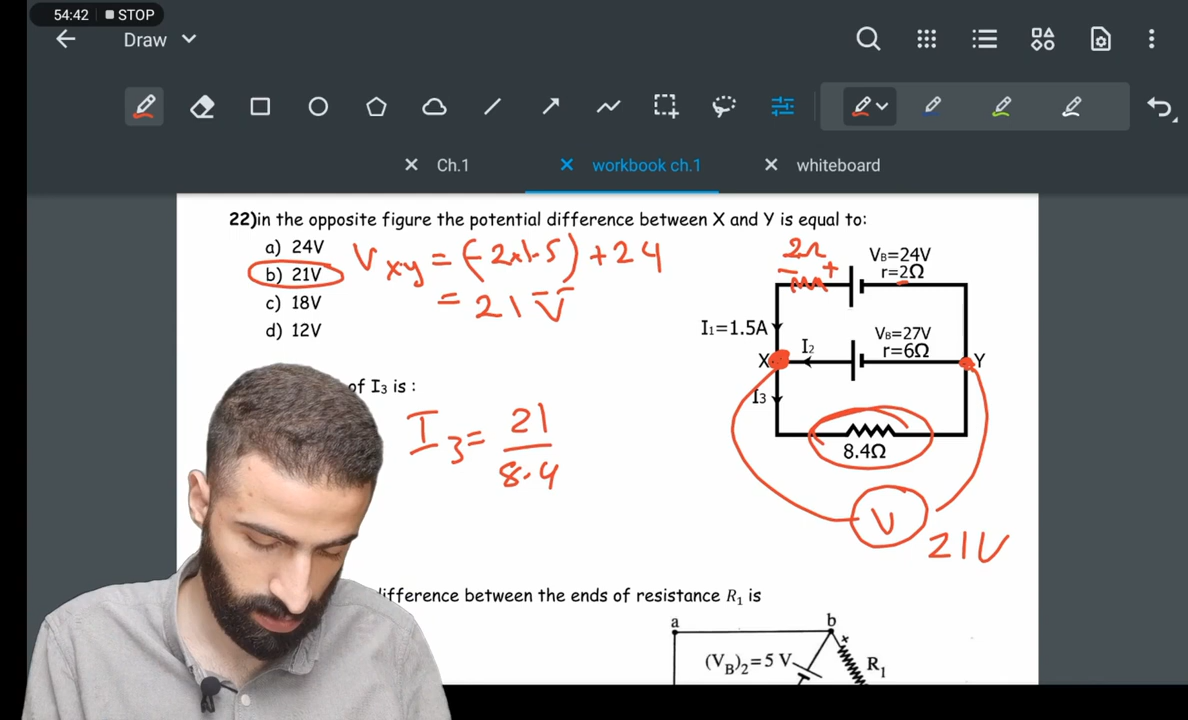 54:42 STOP
Draw
Ch.1
workbook ch.1
whiteboard
22)in the opposite figure the potential difference between X and Y is equal to:
a) 24V
b) 21V
c) 18V
d) 12V
Vxy = (-2×1.5) + 24
= 21 V
2Ω
- +
VB=24V
r=2Ω
I1=1.5A
VB=27V
r=6Ω
X
I2
Y
I3
8.4Ω
V
21V
of I3 is :
I3 = 21/8.4
difference between the ends of resistance R1 is
a
b
(VB)2=5 V
+
R1